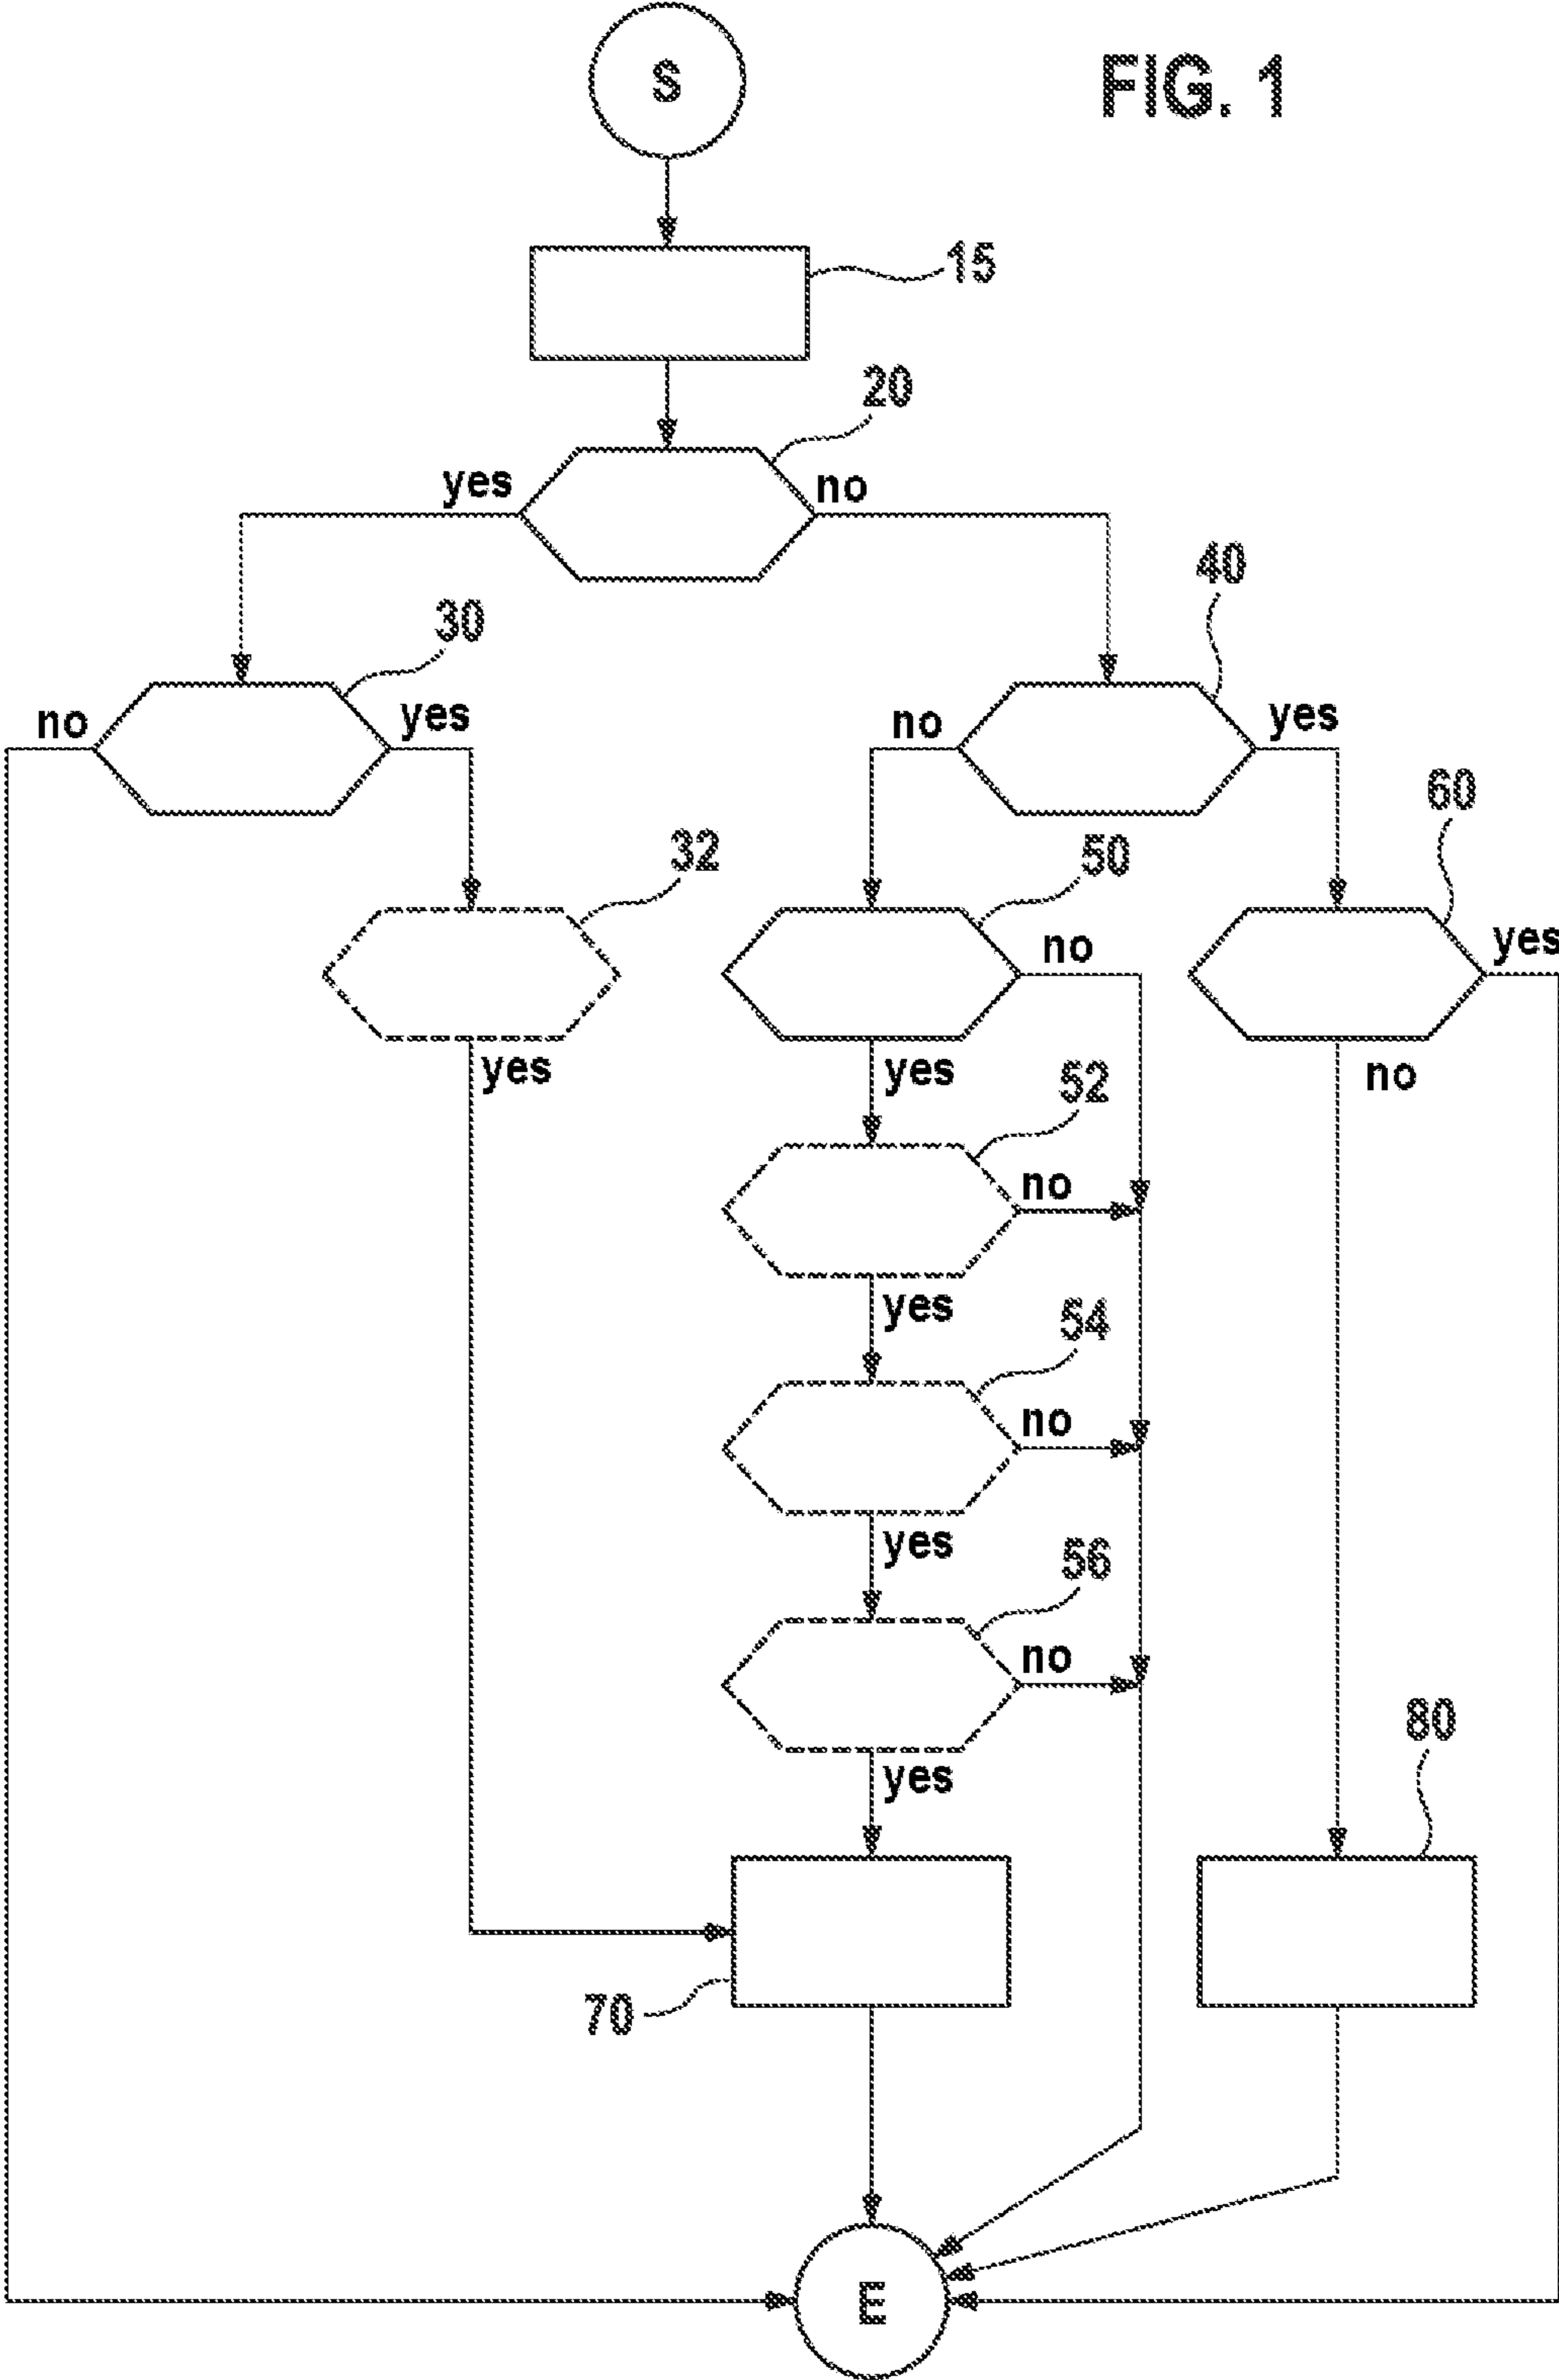 S
FIG. 1
15
20
yes
no
40
30
no
yes
no
yes
60
32
50
no
yes
yes
yes
no
52
no
yes
54
no
yes
56
no
80
yes
70
E